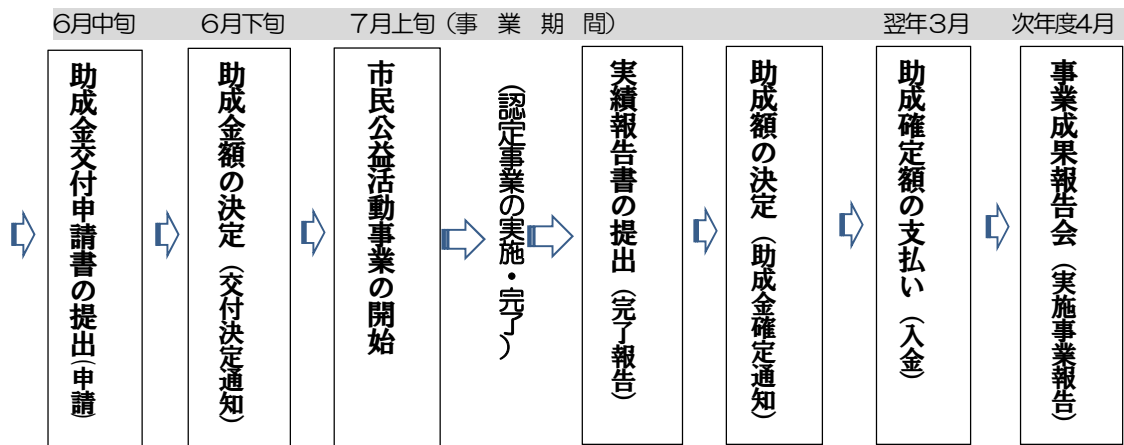 6月中旬 6月下旬 7月上旬(事 業 期 間) 翌年3月 次年度4月
助成金交付申請書の提出(申請)
助成金額の決定(交付決定通知)
市民公益活動事業の開始
(認定事業の実施・完了)
実績報告書の提出(完了報告)
助成額の決定(助成金確定通知)
助成確定額の支払い(入金)
事業成果報告会(実施事業報告)